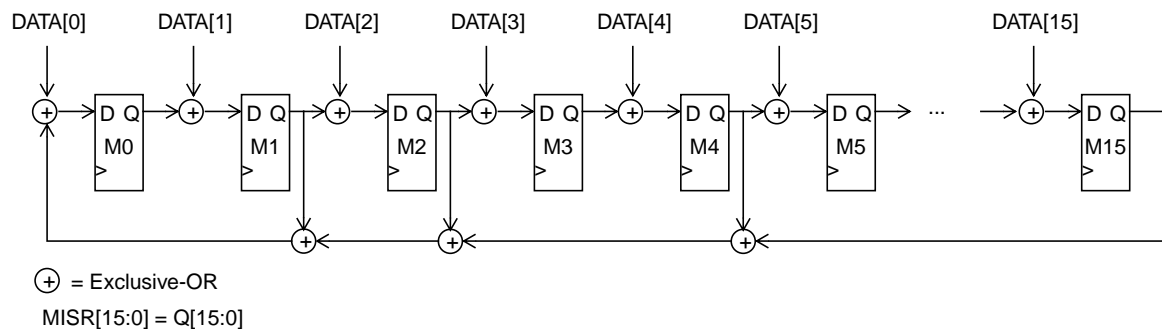 DATA[0] DATA[1] DATA[2] DATA[3] DATA[4] DATA[5] DATA[15]
+ D Q + D Q + D Q + D Q + D Q + D Q ... + D Q
M0 M1 M2 M3 M4 M5 M15
+ + +
+ = Exclusive-OR
MISR[15:0] = Q[15:0]